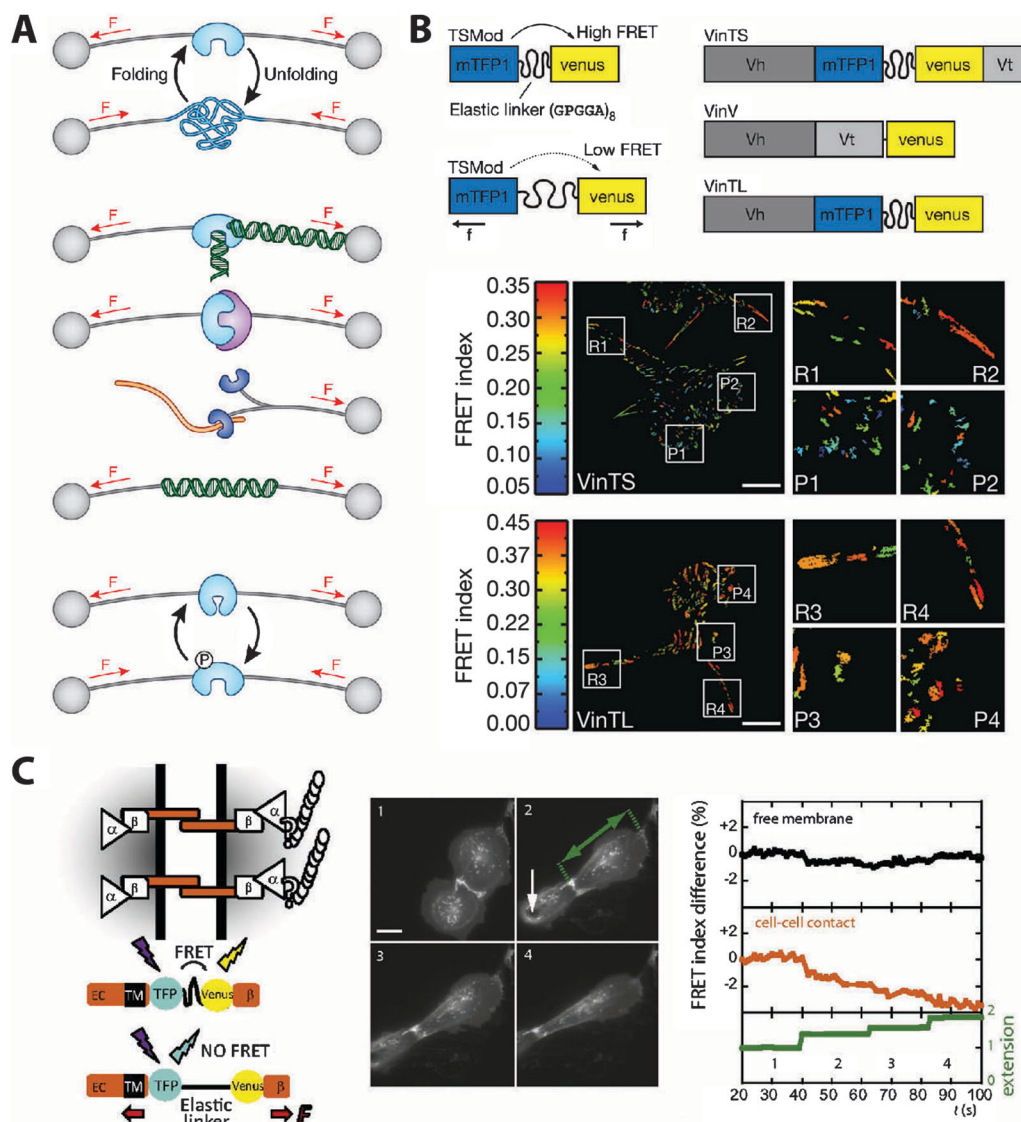 A
F
F
Folding
Unfolding
F
F
F
F
F
F
F
F
F
F
F
P
F
F
B
TSMod
High FRET
mTFP1
venus
Elastic linker (GPGGA)8
TSMod
Low FRET
mTFP1
venus
f
f
VinTS
Vh
mTFP1
venus
Vt
VinV
Vh
Vt
venus
VinTL
Vh
mTFP1
venus
FRET index
0.35
0.30
0.25
0.20
0.15
0.10
0.05
R1
R2
P2
P1
VinTS
R1
R2
P1
P2
FRET index
0.45
0.37
0.30
0.22
0.15
0.07
0.00
P4
P3
R3
R4
VinTL
R3
R4
P3
P4
C
α
β
β
α
α
β
β
α
FRET
EC
TM
TFP
Venus
β
NO FRET
EC
TM
TFP
Venus
β
Elastic
linker
F
1
2
3
4
FRET index difference (%)
+2
0
-2
free membrane
+2
0
-2
cell-cell contact
2
1
0
extension
1
2
3
4
20 30 40 50 60 70 80 90 100
t (s)